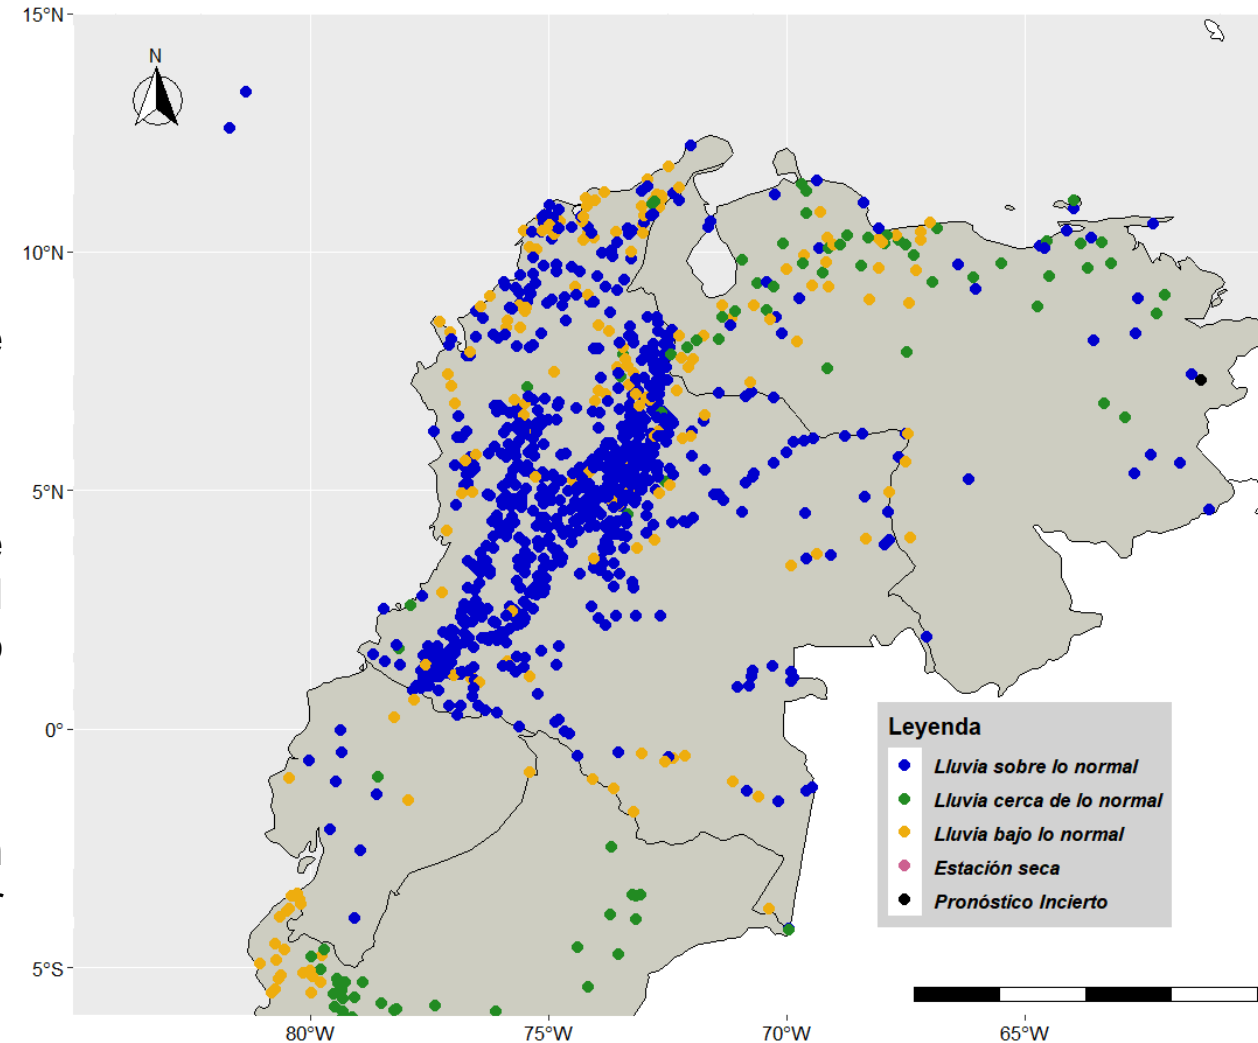 15°N
N
10°N
5°N
0°
5°S
80°W
75°W
70°W
65°W
Leyenda
Lluvia sobre lo normal
Lluvia cerca de lo normal
Lluvia bajo lo normal
Estación seca
Pronóstico Incierto